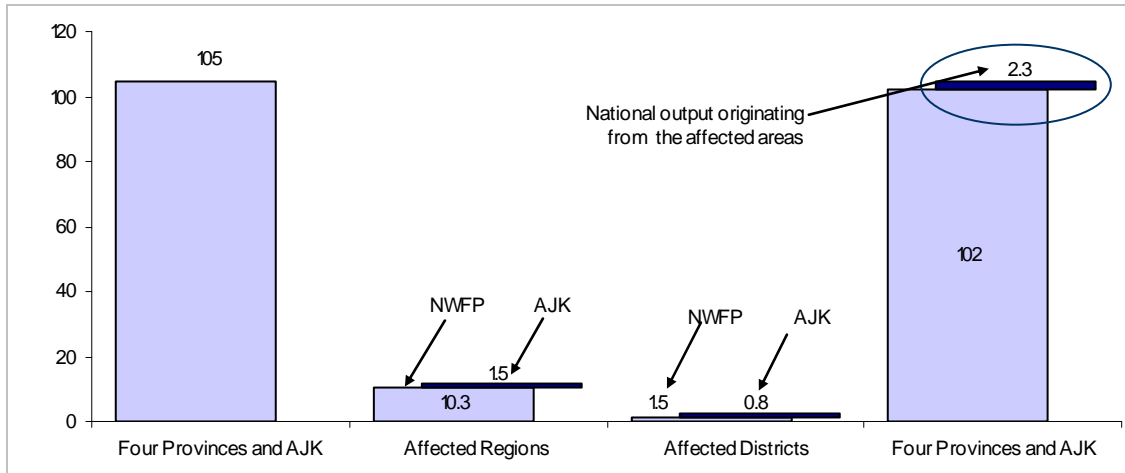 120
100
80
60
40
20
0
105
NWFP
AJK
1.5
10.3
NWFP
AJK
1.5
0.8
National output originating
from the affected areas
2.3
102
Four Provinces and AJK
Affected Regions
Affected Districts
Four Provinces and AJK